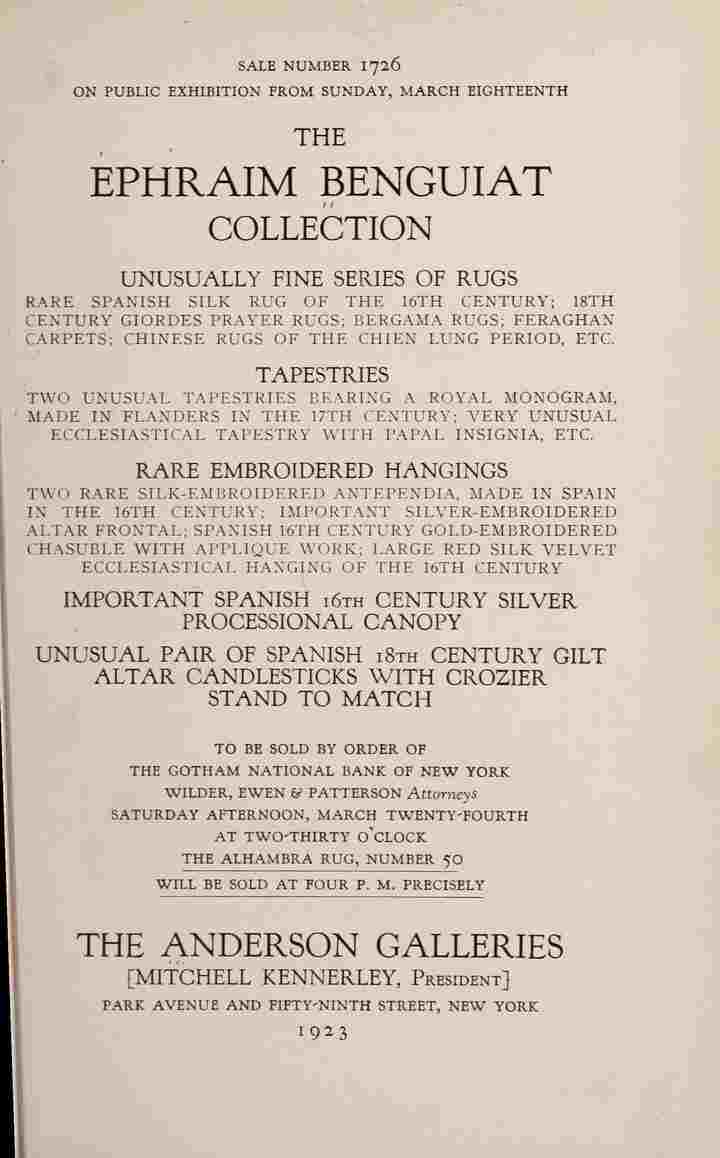 SALE NUMBER 1726
ON PUBLIC EXHIBITION FROM SUNDAY, MARCH EIGHTEENTH
THE
EPHRAIM BENGUIAT
COLLECTION
UNUSUALLY FINE SERIES OF RUGS
RARE SPANISH SILK RUG OF THE 16TH CENTURY; 18TH
CENTURY GIORDES PRAYER RUGS; BERGAMA RUGS; FERAGHAN
CARPETS; CHINESE RUGS OF THE CHIEN LUNG PERIOD, ETC.
TAPESTRIES
TWO UNUSUAL TAPESTRIES BEARING A ROYAL MONOGRAM,
MADE IN FLANDERS IN THE 17TH CENTURY; VERY UNUSUAL
ECCLESIASTICAL TAPESTRY WITH PAPAL INSIGNIA, ETC.
RARE EMBROIDERED HANGINGS
TWO RARE SILK-EMBROIDERED ANTEPENDIA, MADE IN SPAIN
IN THE 16TH CENTURY; IMPORTANT SILVER-EMBROIDERED
ALTAR FRONTAL; SPANISH 16TH CENTURY GOLD-EMBROIDERED
CHASUBLE WITH APPLIQUE WORK; LARGE RED SILK VELVET
ECCLESIASTICAL HANGING OF THE 16TH CENTURY
IMPORTANT SPANISH 16TH CENTURY SILVER
PROCESSIONAL CANOPY
UNUSUAL PAIR OF SPANISH 18TH CENTURY GILT
ALTAR CANDLESTICKS WITH CROZIER
STAND TO MATCH
TO BE SOLD BY ORDER OF
THE GOTHAM NATIONAL BANK OF NEW YORK
WILDER, EWEN & PATTERSON Attorneys
SATURDAY AFTERNOON, MARCH TWENTY-FOURTH
AT TWO-THIRTY O'CLOCK
THE ALHAMBRA RUG, NUMBER 50
WILL BE SOLD AT FOUR P. M. PRECISELY
THE ANDERSON GALLERIES
[MITCHELL KENNERLEY, PRESIDENT]
PARK AVENUE AND FIFTY-NINTH STREET, NEW YORK
1923